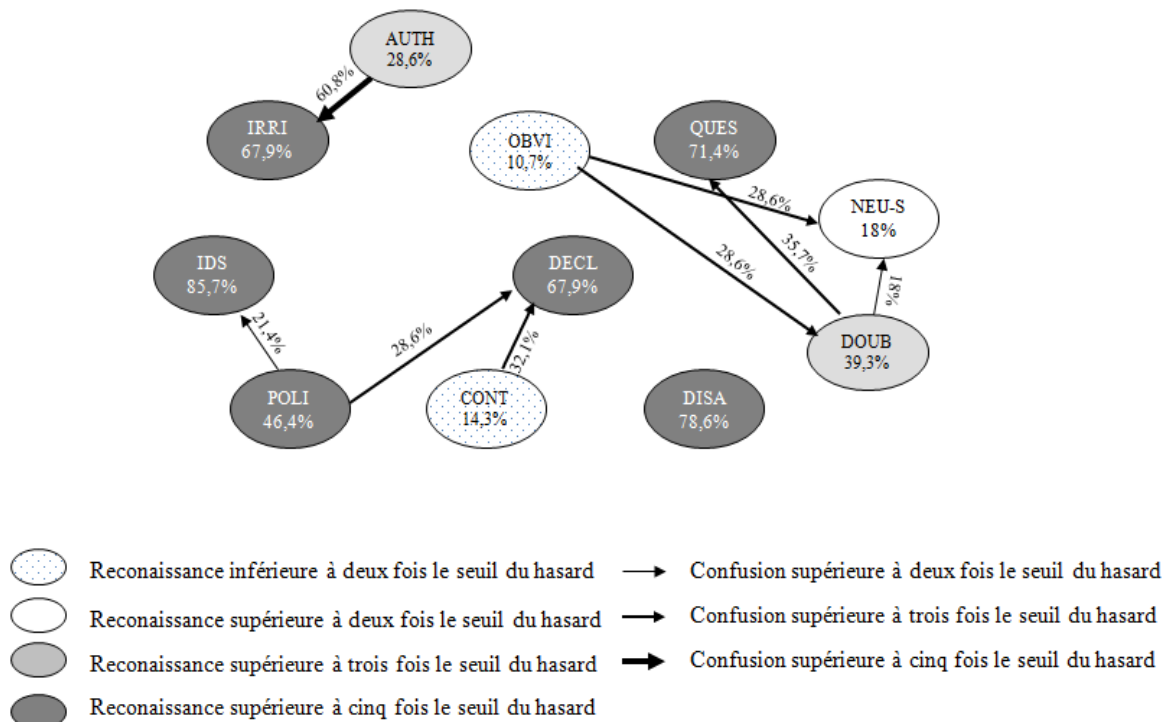 AUTH
28,6%
60,8%
IRRI
67,9%
OBVI
10,7%
QUES
71,4%
28,6%
NEU-S
18%
35,7%
28,6%
18%
IDS
85,7%
DECL
67,9%
21,4%
28,6%
32,1%
DOUB
39,3%
POLI
46,4%
CONT
14,3%
DISA
78,6%
Reconaissance inférieure à deux fois le seuil du hasard
Confusion supérieure à deux fois le seuil du hasard
Reconaissance supérieure à deux fois le seuil du hasard
Confusion supérieure à trois fois le seuil du hasard
Reconaissance supérieure à trois fois le seuil du hasard
Confusion supérieure à cinq fois le seuil du hasard
Reconaissance supérieure à cinq fois le seuil du hasard